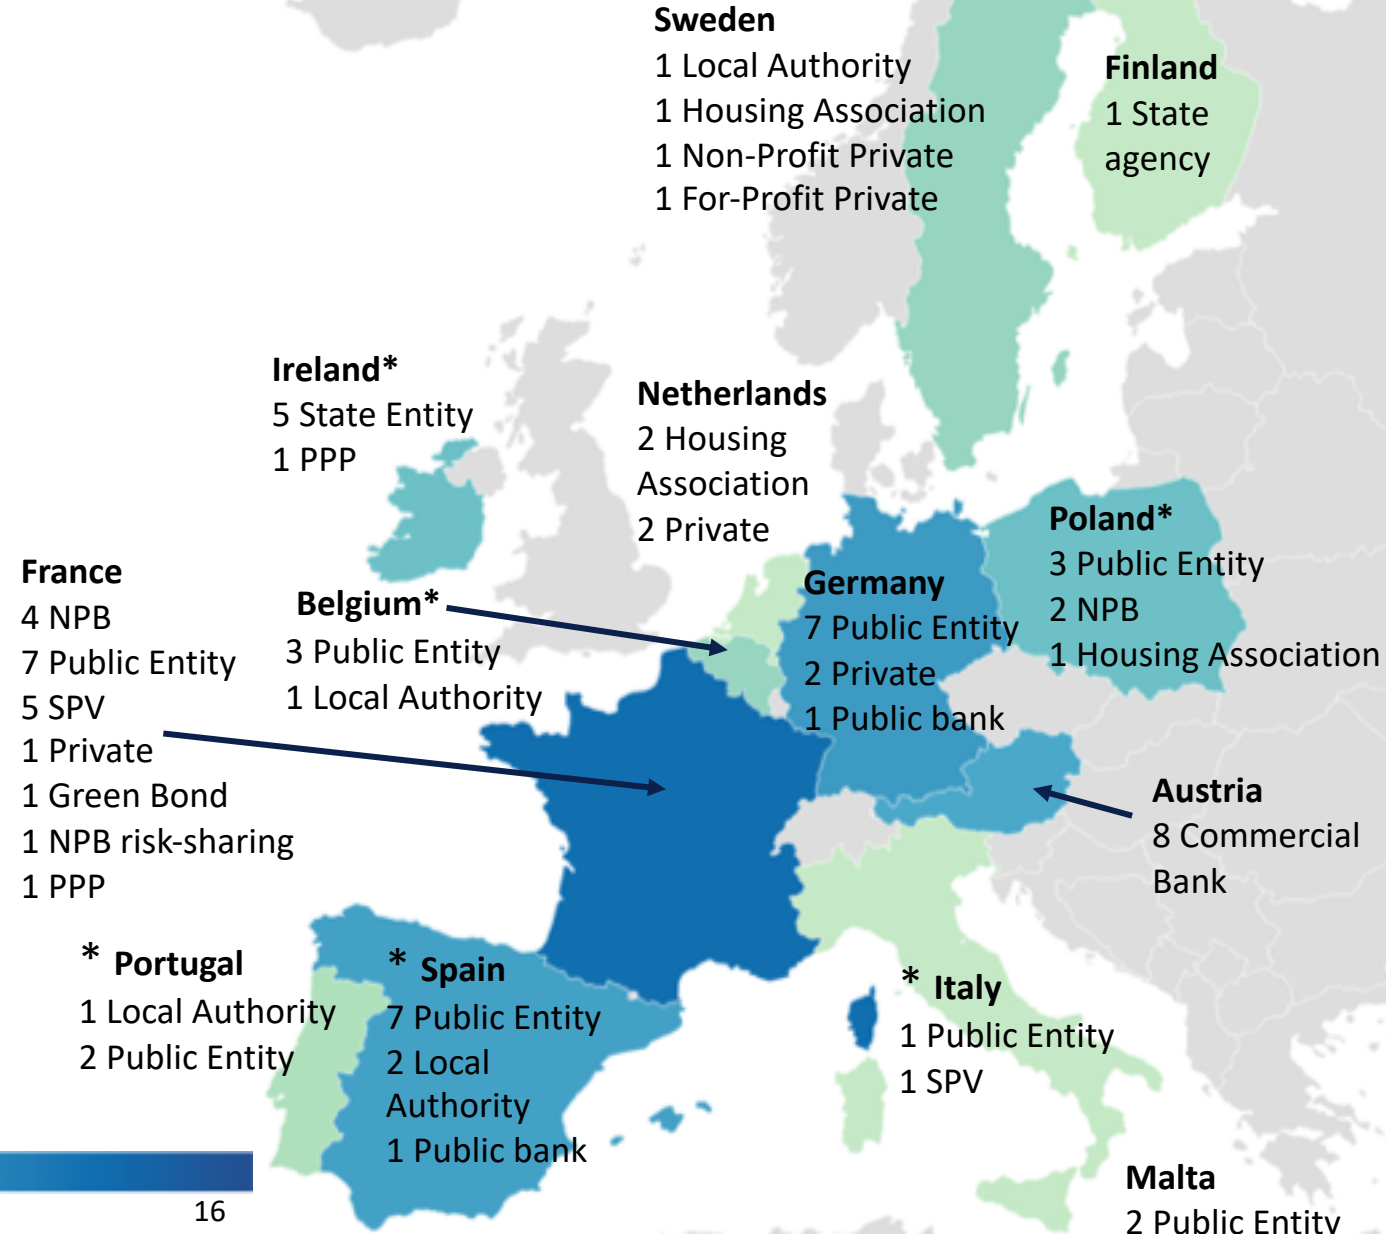 Sweden
1 Local Authority
1 Housing Association
1 Non-Profit Private
1 For-Profit Private
Finland
1 State
agency
Ireland*
5 State Entity
1 PPP
Netherlands
2 Housing
Association
2 Private
Poland*
3 Public Entity
2 NPB
1 Housing Association
France
4 NPB
7 Public Entity
5 SPV
1 Private
1 Green Bond
1 NPB risk-sharing
1 PPP
Belgium*
3 Public Entity
1 Local Authority
Germany
7 Public Entity
2 Private
1 Public bank
Austria
8 Commercial
Bank
* Portugal
1 Local Authority
2 Public Entity
* Spain
7 Public Entity
2 Local
Authority
1 Public bank
* Italy
1 Public Entity
1 SPV
Malta
2 Public Entity
16